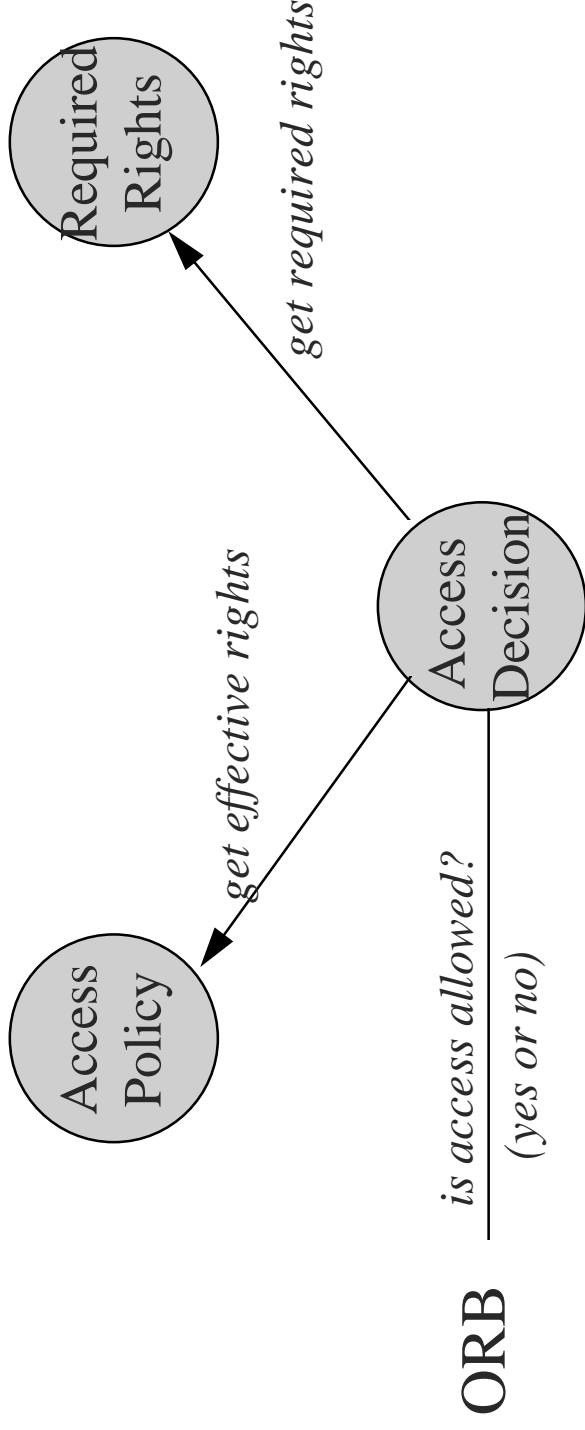 Access
Policy
Required
Rights
get effective rights
get required rights
ORB
is access allowed?
(yes or no)
Access
Decision